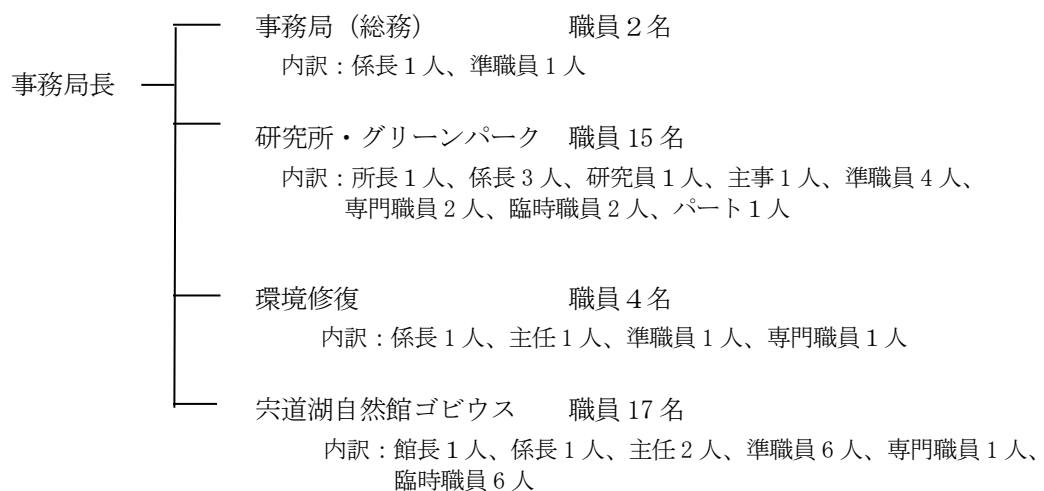 事務局（総務） 職員２名
内訳：係長１人、準職員１人
事務局長
研究所・グリーンパーク 職員 15 名
内訳：所長１人、係長３人、研究員１人、主事１人、準職員４人、
専門職員２人、臨時職員２人、パート１人
環境修復 職員４名
内訳：係長１人、主任１人、準職員１人、専門職員１人
宍道湖自然館ゴビウス 職員 17 名
内訳：館長１人、係長１人、主任２人、準職員６人、専門職員１人、
臨時職員６人